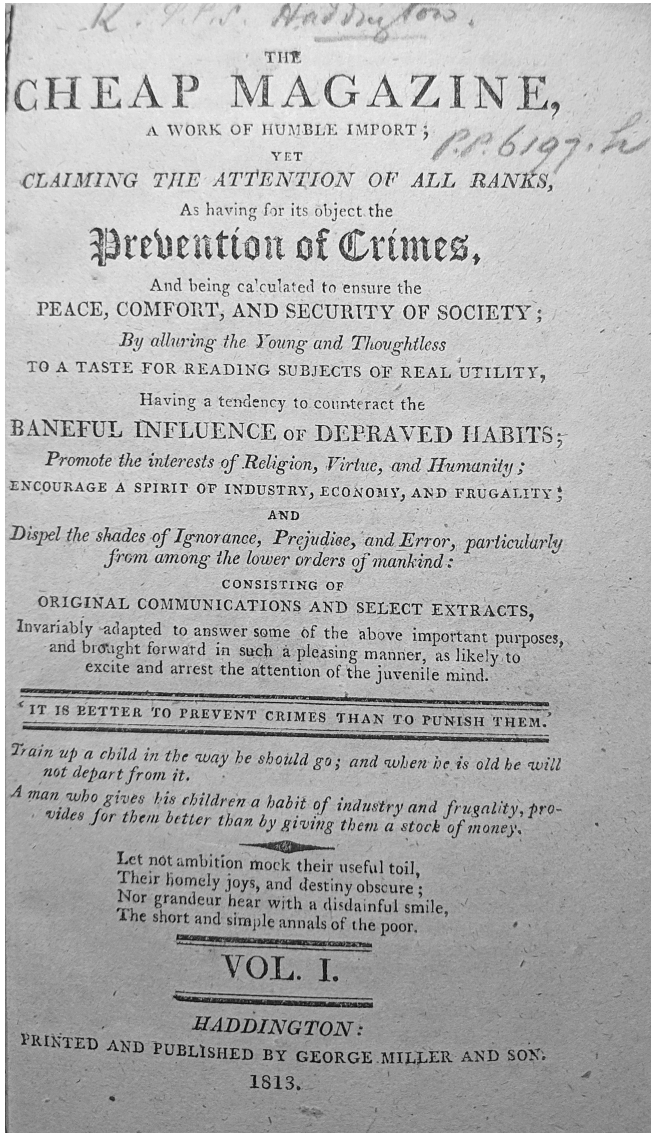 Haddington.
THE
CHEAP MAGAZINE,
A WORK OF HUMBLE IMPORT;
P.P. 6197. h
YET
CLAIMING THE ATTENTION OF ALL RANKS,
As having for its object the
Prevention of Crimes,
And being calculated to ensure the
PEACE, COMFORT, AND SECURITY OF SOCIETY;
By alluring the Young and Thoughtless
TO A TASTE FOR READING SUBJECTS OF REAL UTILITY,
Having a tendency to counteract the
BANEFUL INFLUENCE OF DEPRAVED HABITS;
Promote the interests of Religion, Virtue, and Humanity;
ENCOURAGE A SPIRIT OF INDUSTRY, ECONOMY, AND FRUGALITY;
AND
Dispel the shades of Ignorance, Prejudise, and Error, particularly
from among the lower orders of mankind:
CONSISTING OF
ORIGINAL COMMUNICATIONS AND SELECT EXTRACTS,
Invariably adapted to answer some of the above important purposes,
and brought forward in such a pleasing manner, as likely to
excite and arrest the attention of the juvenile mind.
'IT IS BETTER TO PREVENT CRIMES THAN TO PUNISH THEM.'
Train up a child in the way he should go; and when he is old he will
not depart from it.
A man who gives his children a habit of industry and frugality, pro-
vides for them better than by giving them a stock of money.
Let not ambition mock their useful toil,
Their homely joys, and destiny obscure;
Nor grandeur hear with a disdainful smile,
The short and simple annals of the poor.
VOL. I.
HADDINGTON:
PRINTED AND PUBLISHED BY GEORGE MILLER AND SON.
1813.